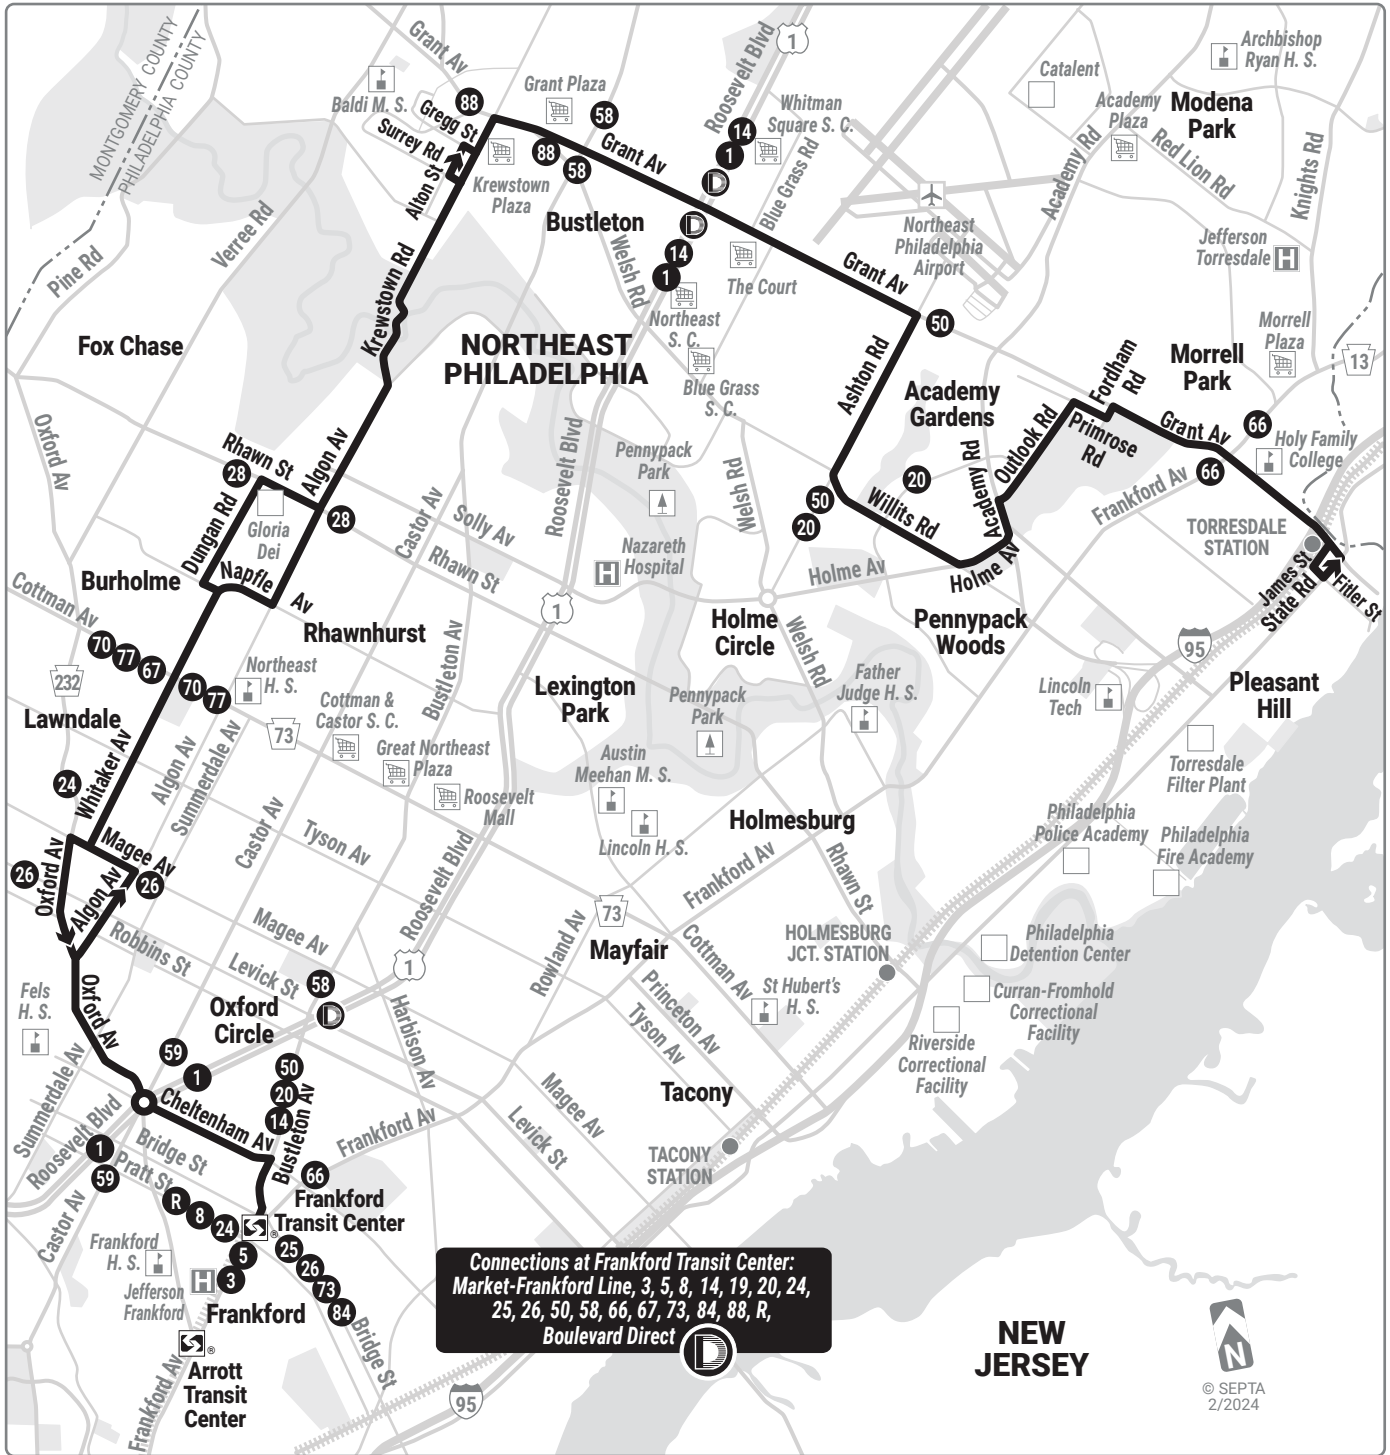 MONTGOMERY COUNTY
PHILADELPHIA COUNTY
Grant Av
Baldi M. S.
88
Gregg St
Surrey Rd
Alton St
Grant Plaza
58
Grant Av
88
58
Krewstown
Plaza
Bustleton
Roosevelt Blvd
1
14
1
D
Whitman
Square S. C.
Blue Grass Rd
D
14
1
Welsh Rd
Northeast
S. C.
The Court
Blue Grass
S. C.
Catalent
Archbishop
Ryan H. S.
Academy
Plaza
Modena
Park
Red Lion Rd
Academy Rd
Knights Rd
Northeast
Philadelphia
Airport
Jefferson
Torresdale
H
Morrell
Plaza
13
Grant Av
50
Pine Rd
Verree Rd
Krewstown Rd
Fox Chase
NORTHEAST
PHILADELPHIA
Ashton Rd
Academy
Gardens
Fordham
Rd
Morrell
Park
Outlook Rd
Primrose
Rd
Grant Av
66
Holy Family
College
66
Frankford Av
Oxford Av
Rhawn St
28
Algon Av
Gloria
Dei
Dungan Rd
28
Napfle
Av
Castor Av
Solly Av
Rhawn St
Roosevelt Blvd
Pennypack
Park
Welsh Rd
Nazareth
Hospital
H
50
20
20
Willits Rd
Academy Rd
Holme Av
Holme Av
TORRESDALE
STATION
James St
State Rd
Fitler St
Burholme
Cottman Av
70
77
67
70
77
Rhawnhurst
1
Holme
Circle
Welsh Rd
Pennypack
Woods
95
232
Lawndale
Northeast
H. S.
73
Cottman &
Castor S. C.
Bustleton Av
Great Northeast
Plaza
Roosevelt
Mall
Lexington
Park
Pennypack
Park
Father
Judge H. S.
Lincoln
Tech
Pleasant
Hill
Torresdale
Filter Plant
Austin
Meehan M. S.
Lincoln H. S.
Holmesburg
Philadelphia
Police Academy
Philadelphia
Fire Academy
24
Whitaker Av
Algon Av
Summerdale Av
Castor Av
Tyson Av
Roosevelt Blvd
Frankford Av
Rhawn St
26
Oxford Av
Magee Av
Algon Av
26
Robbins St
Magee Av
Levick St
73
Rowland Av
Mayfair
Cottman Av
HOLMESBURG
JCT. STATION
Philadelphia
Detention Center
Curran-Fromhold
Correctional
Facility
Riverside
Correctional
Facility
St Hubert's
H. S.
Princeton Av
Tyson Av
1
58
D
Oxford
Circle
Harbison Av
Fels
H. S.
Oxford Av
59
1
50
20
14
Bustleton Av
Cheltenham Av
Tacony
TACONY
STATION
Magee Av
Levick St
Frankford Av
Summerdale Av
Roosevelt Blvd
1
59
Bridge St
Pratt St
R
8
24
66
Frankford
Transit Center
®
Castor Av
Frankford
H. S.
5
3
25
26
73
84
H
Jefferson
Frankford
Frankford
Bridge St
®
Arrott
Transit
Center
Frankford Av
Connections at Frankford Transit Center:
Market-Frankford Line, 3, 5, 8, 14, 19, 20, 24,
25, 26, 50, 58, 66, 67, 73, 84, 88, R,
Boulevard Direct D
95
NEW
JERSEY
N
© SEPTA
2/2024